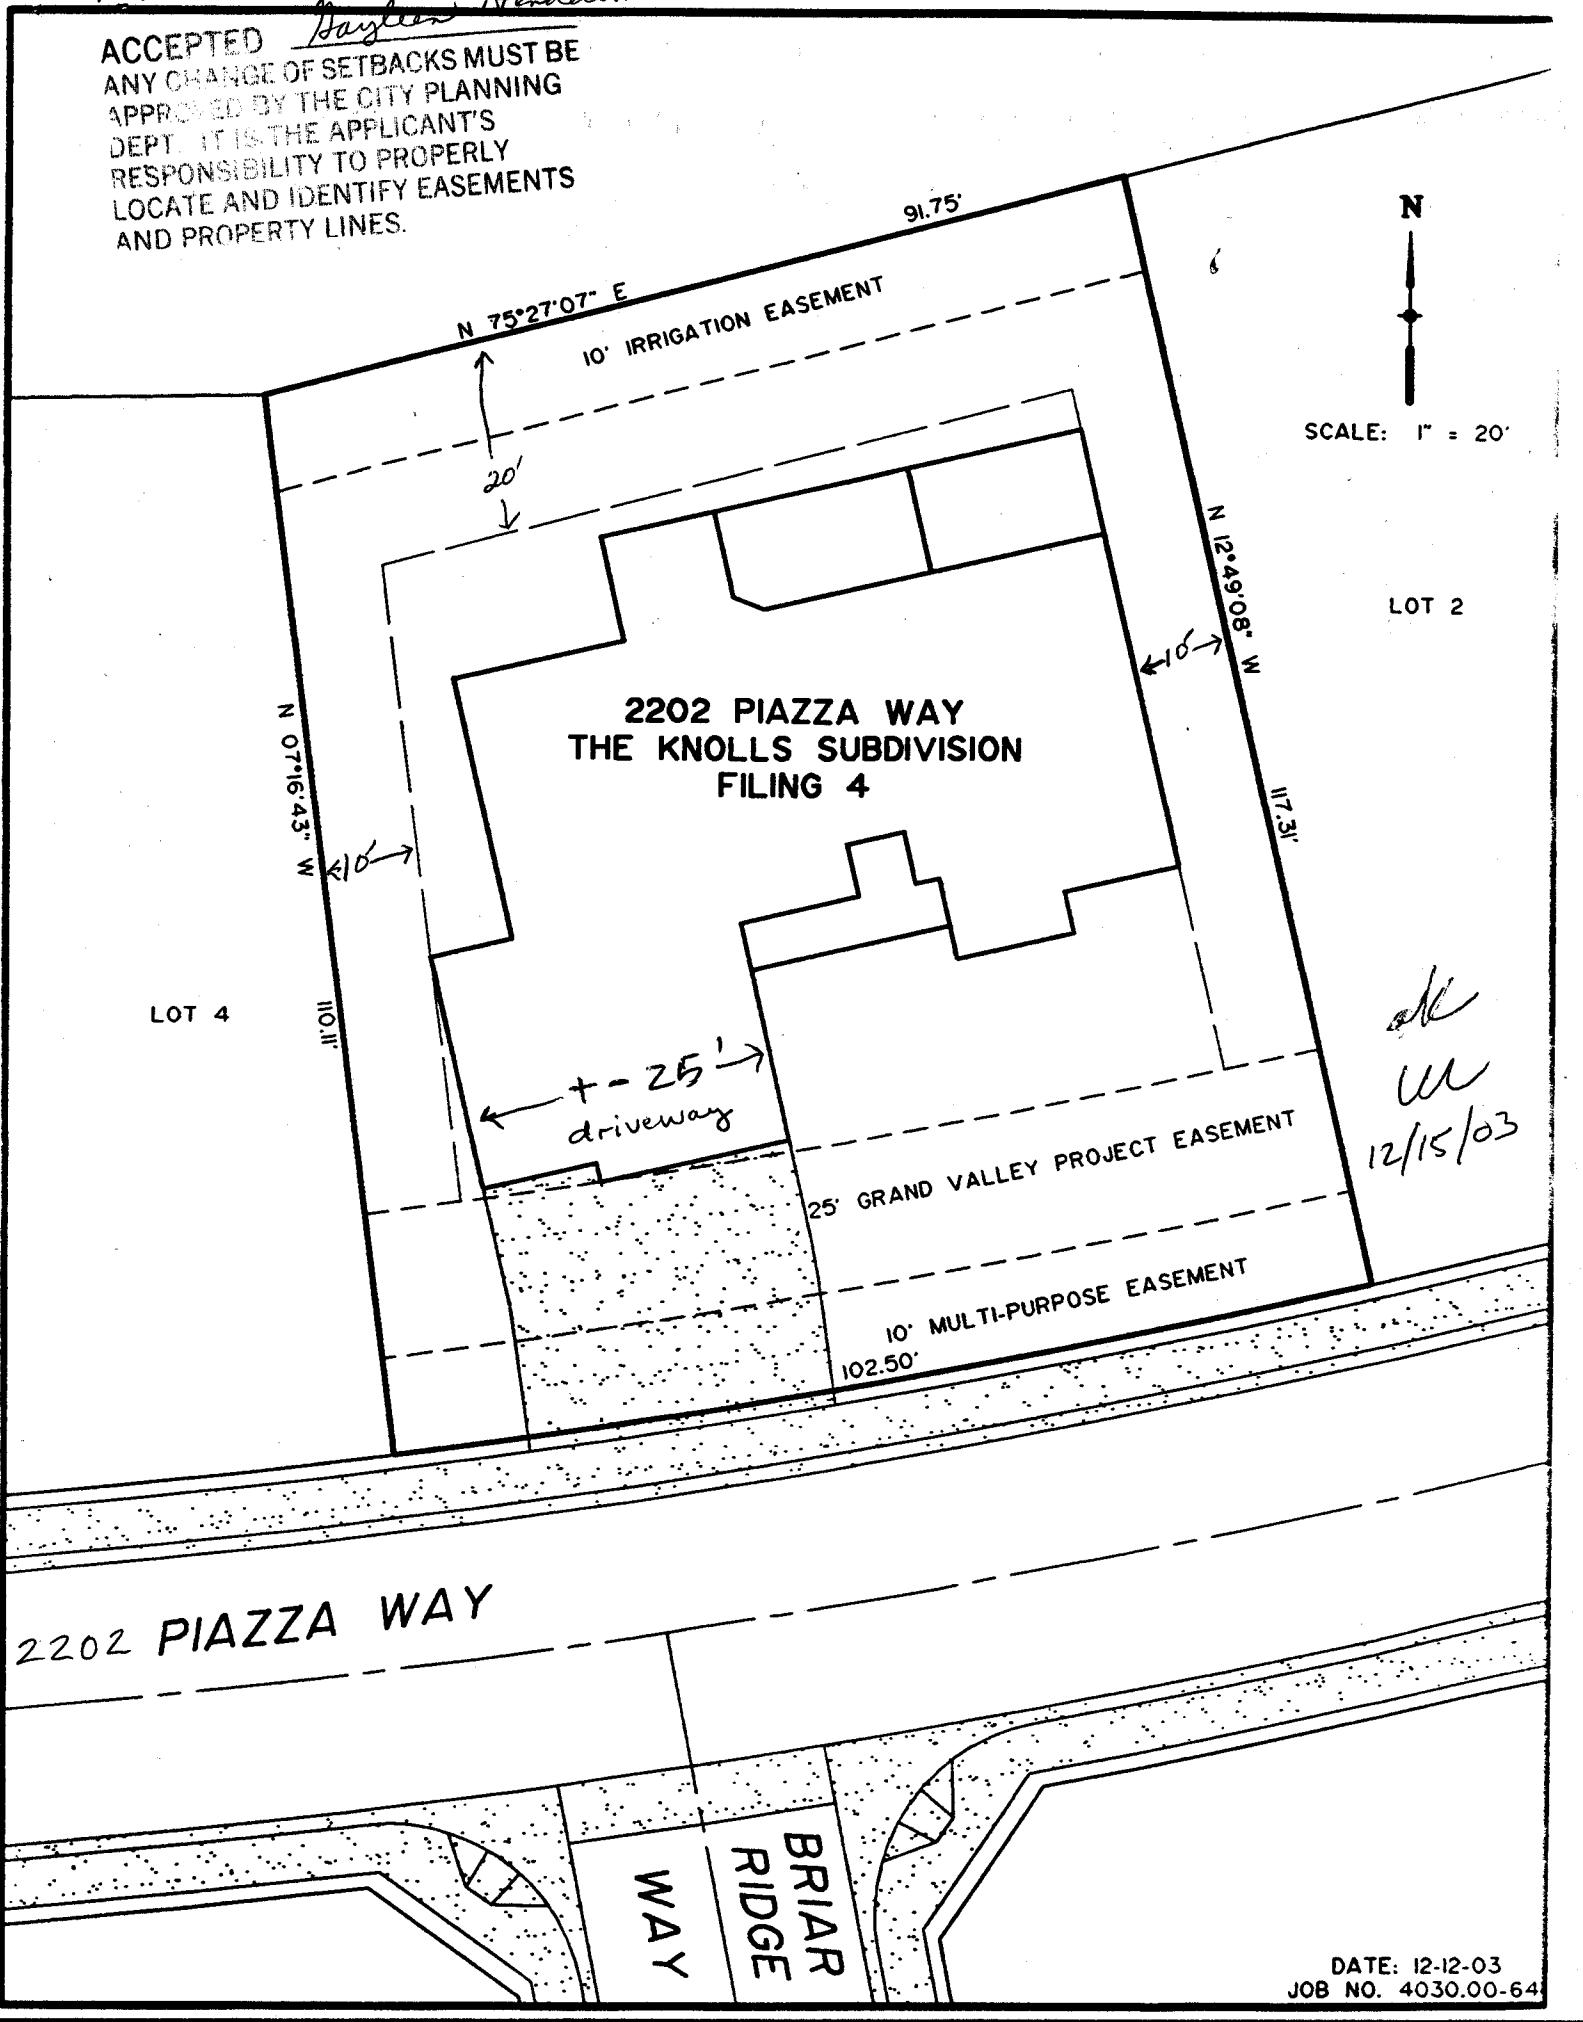 ACCEPTED Gayleen Henderson
ANY CHANGE OF SETBACKS MUST BE
APPROVED BY THE CITY PLANNING
DEPT. IT IS THE APPLICANT'S
RESPONSIBILITY TO PROPERLY
LOCATE AND IDENTIFY EASEMENTS
AND PROPERTY LINES.
91.75'
N
N 75°27'07" E
10' IRRIGATION EASEMENT
SCALE: 1" = 20'
20'
N 12°49'08" W
LOT 2
10'
2202 PIAZZA WAY
THE KNOLLS SUBDIVISION
FILING 4
N 07°16'43" W
117.31'
10'
LOT 4
110.11'
ok
+- 25'
driveway
12/15/03
25' GRAND VALLEY PROJECT EASEMENT
10' MULTI-PURPOSE EASEMENT
102.50'
2202 PIAZZA WAY
BRIAR
RIDGE
WAY
DATE: 12-12-03
JOB NO. 4030.00-64